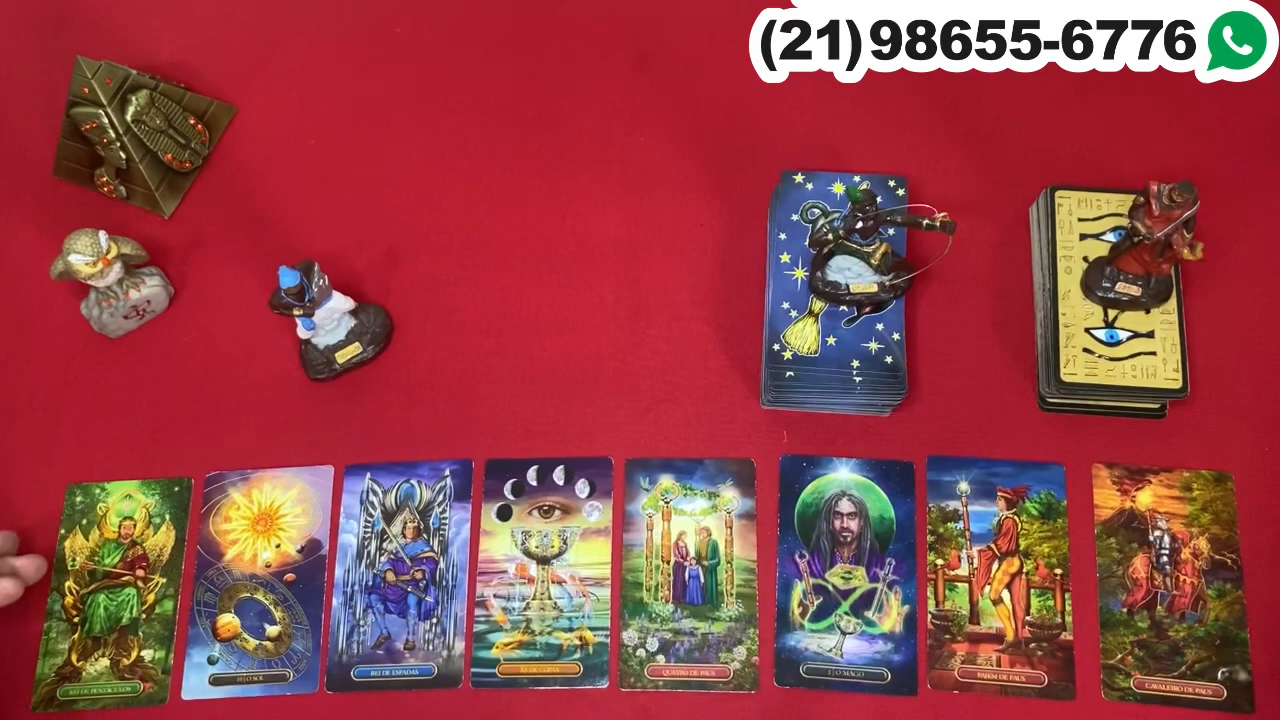 (21)98655-6776
REI DE PENTÁCULOS
O SOL
REI DE ESPADAS
ÁS DE COPAS
QUATRO DE PAUS
I | O MAGO
PAJEM DE PAUS
CAVALEIRO DE PAUS